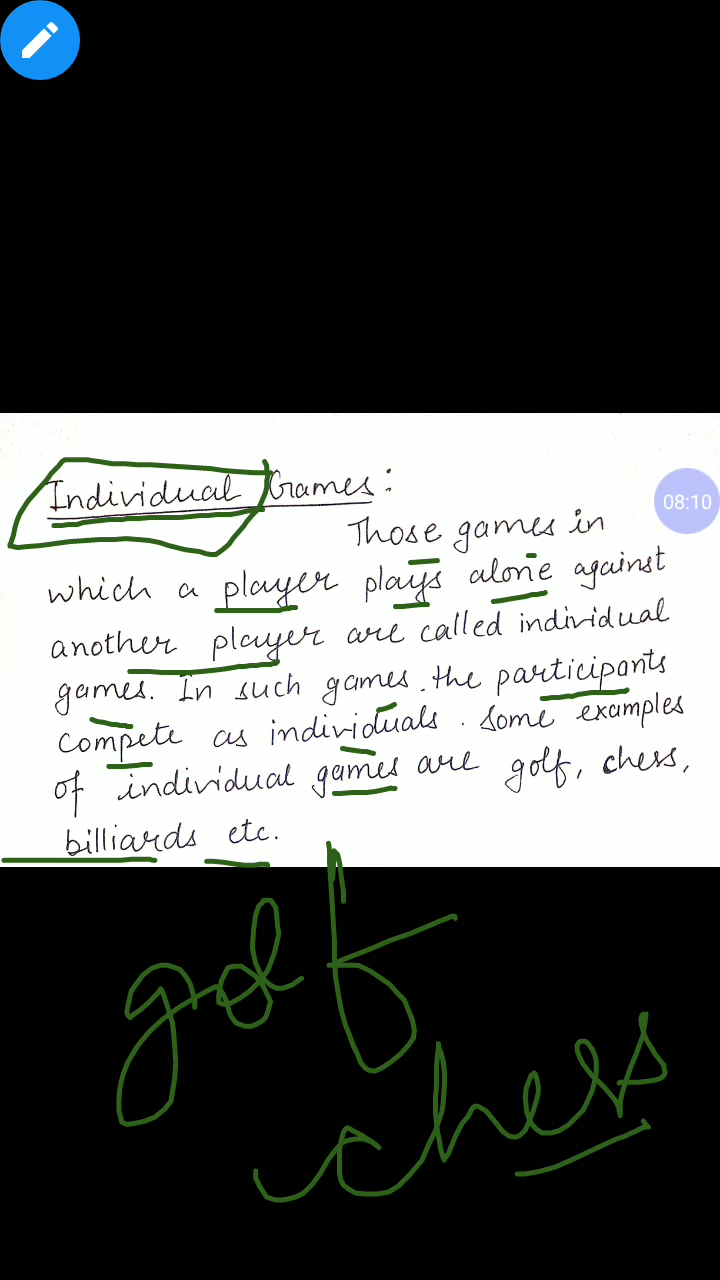 Individual Games:
08:10
Those games in
which a player plays alone against
another player are called individual
games. In such games. the participants
compete as individuals. Some examples
of individual games are golf, chess,
billiards etc.
golf
chess